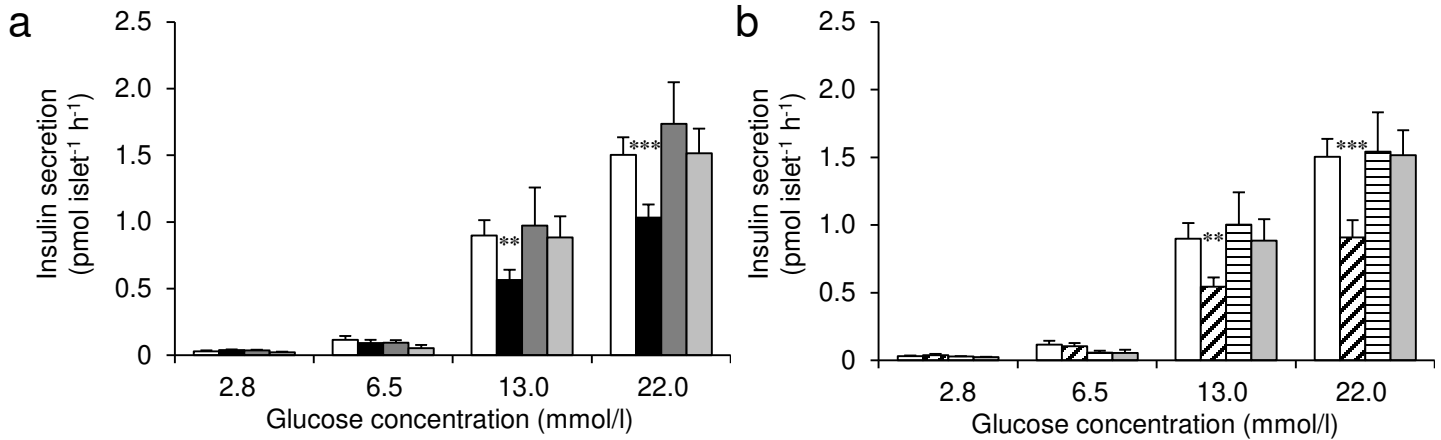 a
Insulin secretion
(pmol islet⁻¹ h⁻¹)
2.5
2.0
1.5
1.0
0.5
0
**
***
2.8 6.5 13.0 22.0
Glucose concentration (mmol/l)
b
Insulin secretion
(pmol islet⁻¹ h⁻¹)
2.5
2.0
1.5
1.0
0.5
0
**
***
2.8 6.5 13.0 22.0
Glucose concentration (mmol/l)